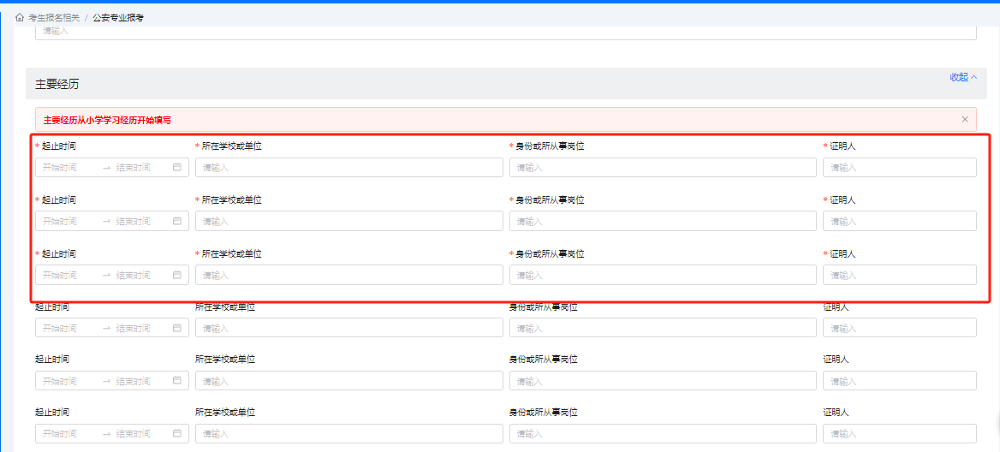 考生报名相关 / 公安专业报考
请输入
主要经历 收起
主要经历从小学学习经历开始填写
* 起止时间 * 所在学校或单位 * 身份或所从事岗位 * 证明人
开始时间 → 结束时间 请输入 请输入 请输入
* 起止时间 * 所在学校或单位 * 身份或所从事岗位 * 证明人
开始时间 → 结束时间 请输入 请输入 请输入
* 起止时间 * 所在学校或单位 * 身份或所从事岗位 * 证明人
开始时间 → 结束时间 请输入 请输入 请输入
起止时间 所在学校或单位 身份或所从事岗位 证明人
开始时间 → 结束时间 请输入 请输入 请输入
起止时间 所在学校或单位 身份或所从事岗位 证明人
开始时间 → 结束时间 请输入 请输入 请输入
起止时间 所在学校或单位 身份或所从事岗位 证明人
开始时间 → 结束时间 请输入 请输入 请输入